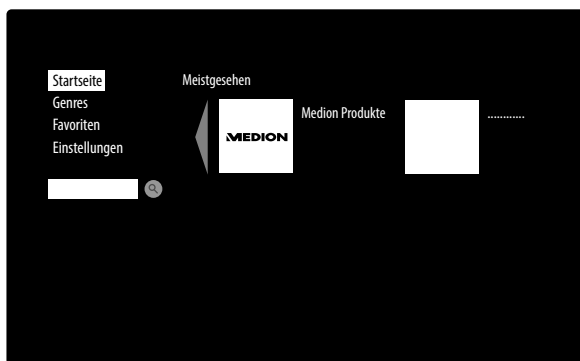 Startseite
Genres
Favoriten
Einstellungen
Meistgesehen
MEDION
Medion Produkte
............